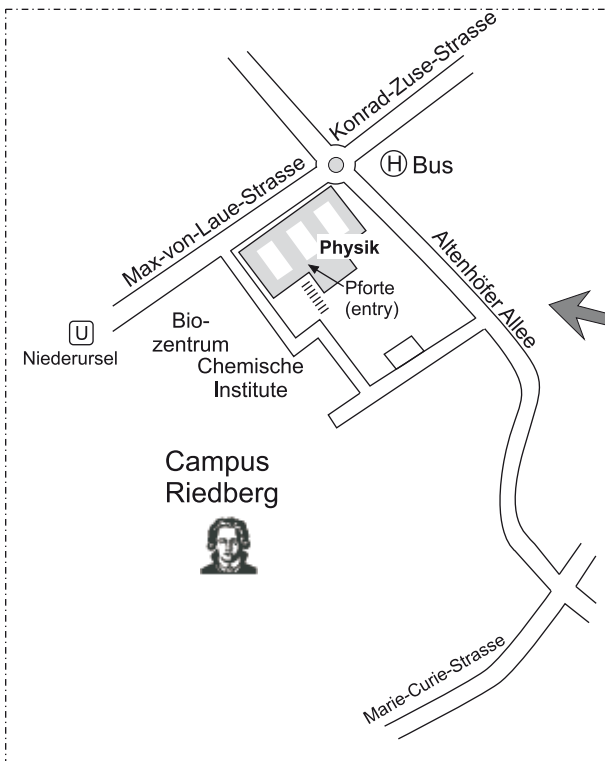 Konrad-Zuse-Strasse
H Bus
Max-von-Laue-Strasse
Physik
Pforte
(entry)
Altenhöfer Allee
U
Niederursel
Bio-
zentrum
Chemische
Institute
Campus
Riedberg
Marie-Curie-Strasse